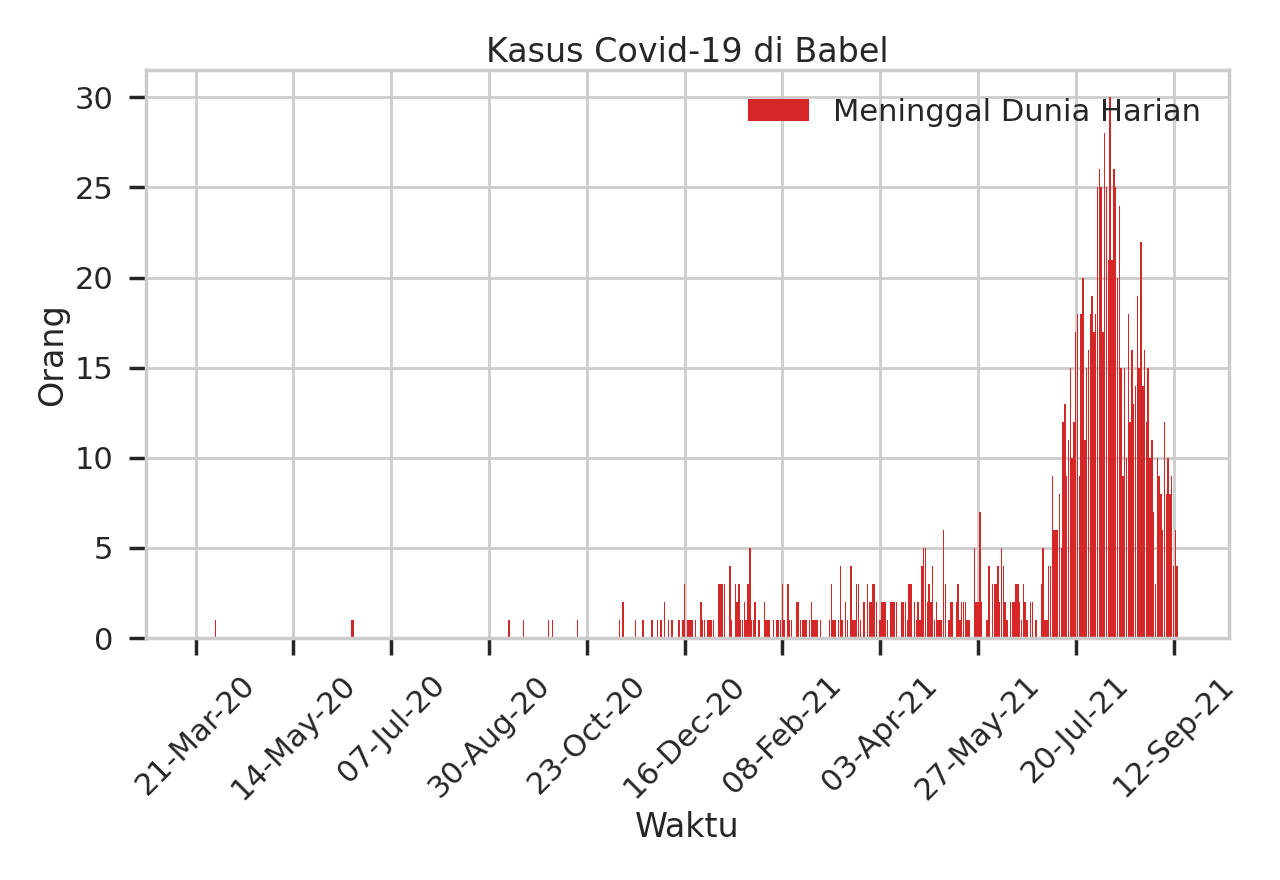 Kasus Covid-19 di Babel
Meninggal Dunia Harian
Orang
30
25
20
15
10
5
0
21-Mar-20
14-May-20
07-Jul-20
30-Aug-20
23-Oct-20
16-Dec-20
08-Feb-21
03-Apr-21
27-May-21
20-Jul-21
12-Sep-21
Waktu